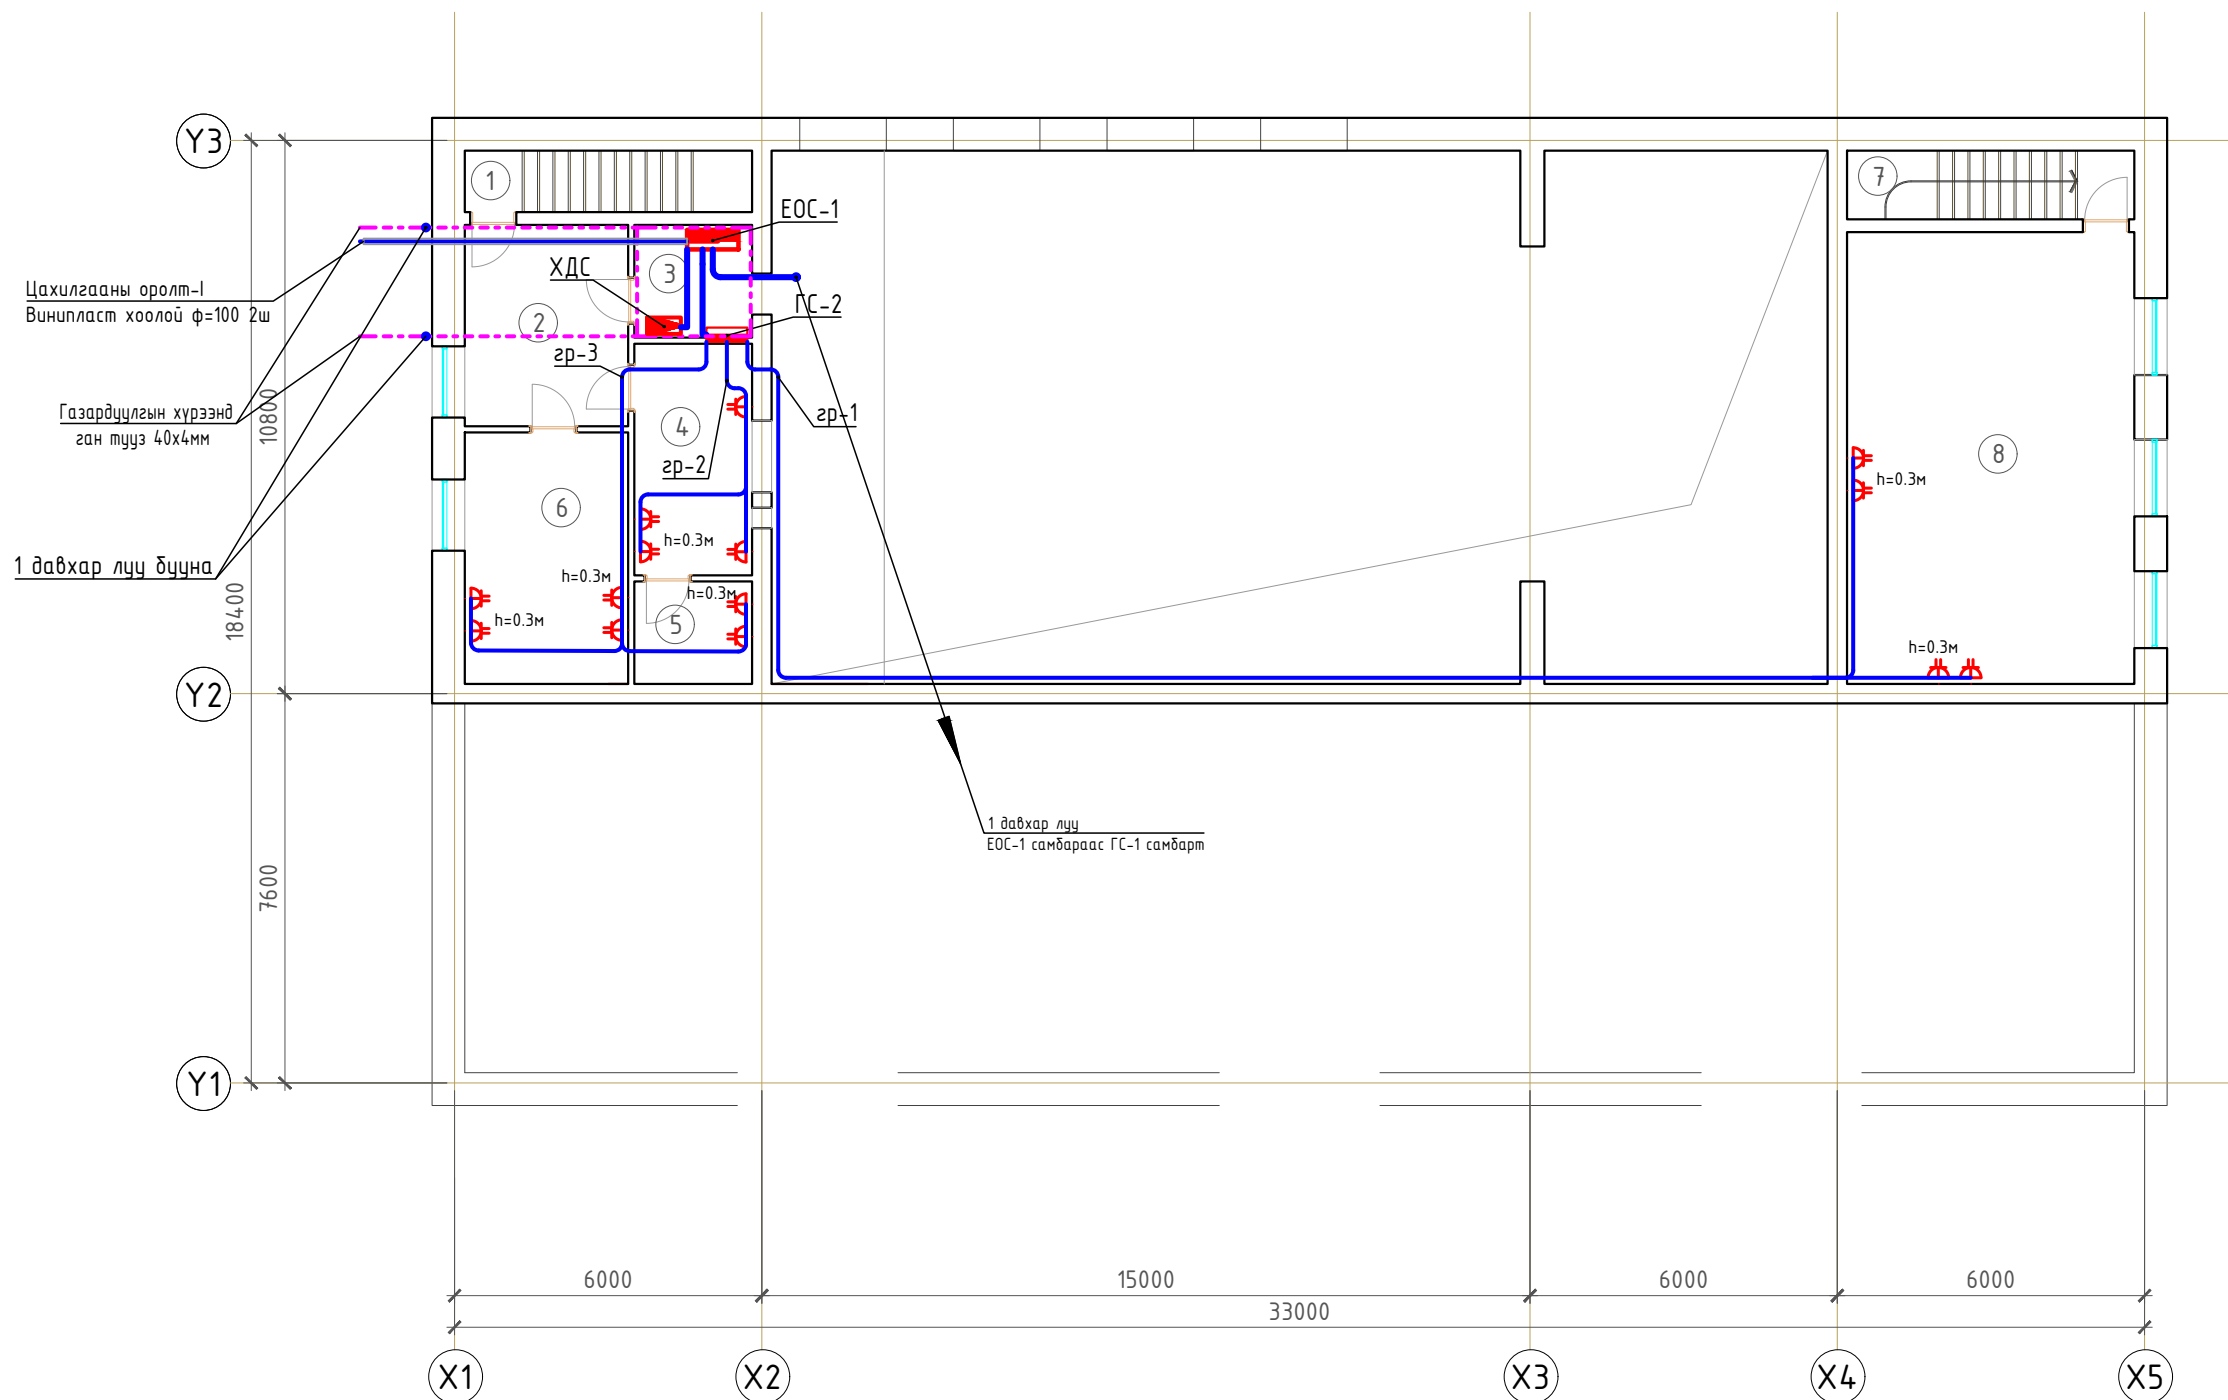 Y3
1
7
ЕОС-1
3
ХДС
Цахилгааны оролт-I
Винипласт хоолой ф=100 2ш
2
ГС-2
гр-3
Газардуулгын хүрээнд
ган тууз 40х4мм
10800
4
гр-1
8
гр-2
h=0.3м
6
h=0.3м
1 давхар луу бууна
h=0.3м
h=0.3м
18400
h=0.3м
5
h=0.3м
Y2
1 давхар луу
ЕОС-1 самбараас ГС-1 самбарт
7600
Y1
6000
15000
6000
6000
33000
X1
X2
X3
X4
X5